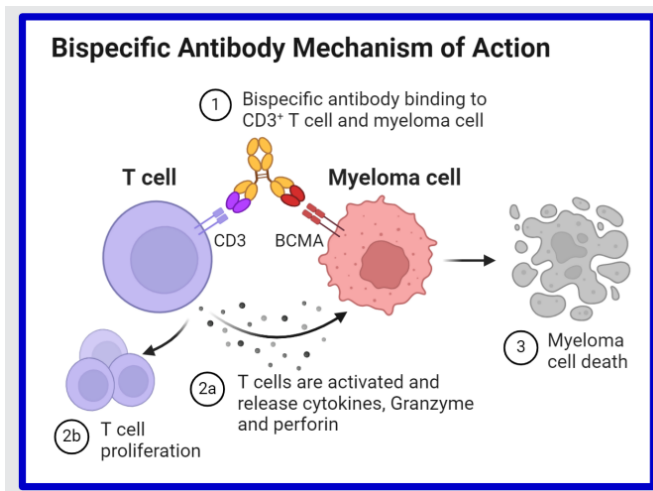 Bispecific Antibody Mechanism of Action
1
Bispecific antibody binding to
CD3⁺ T cell and myeloma cell
T cell
Myeloma cell
CD3
BCMA
2a
T cells are activated and
release cytokines, Granzyme
and perforin
2b
T cell
proliferation
3
Myeloma
cell death